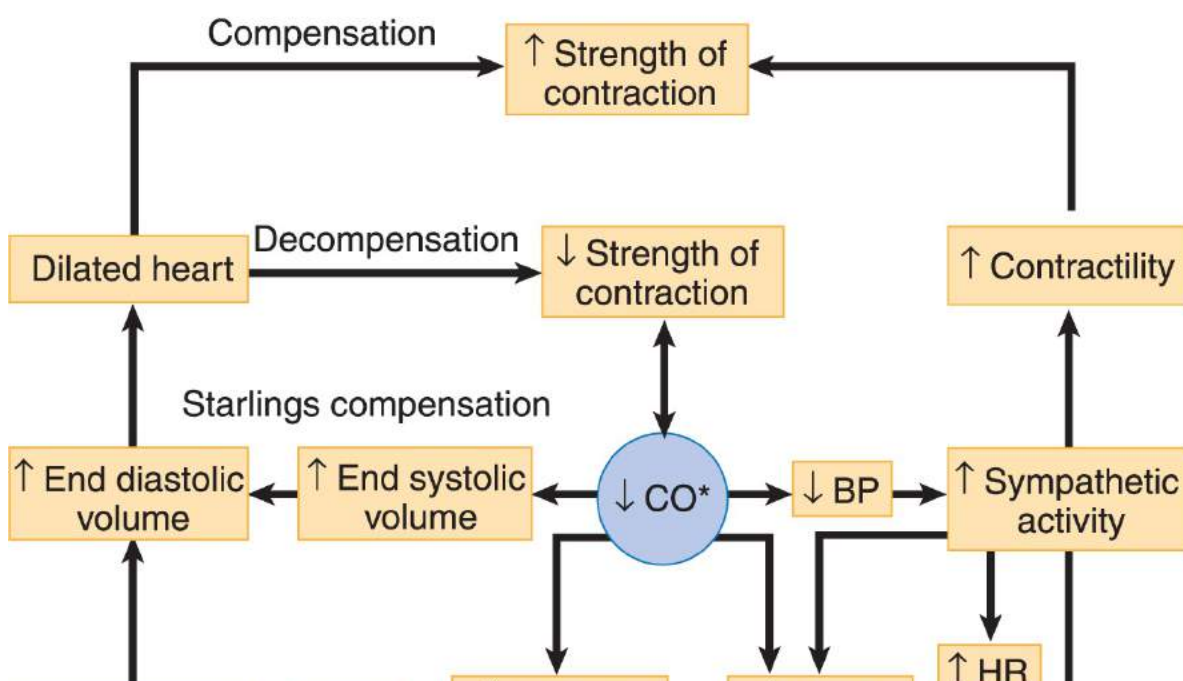 Compensation
↑ Strength of
contraction
Decompensation
Dilated heart
↓ Strength of
contraction
↑ Contractility
Starlings compensation
↑ End diastolic
volume
↑ End systolic
volume
↓ CO*
↓ BP
↑ Sympathetic
activity
↑ HR